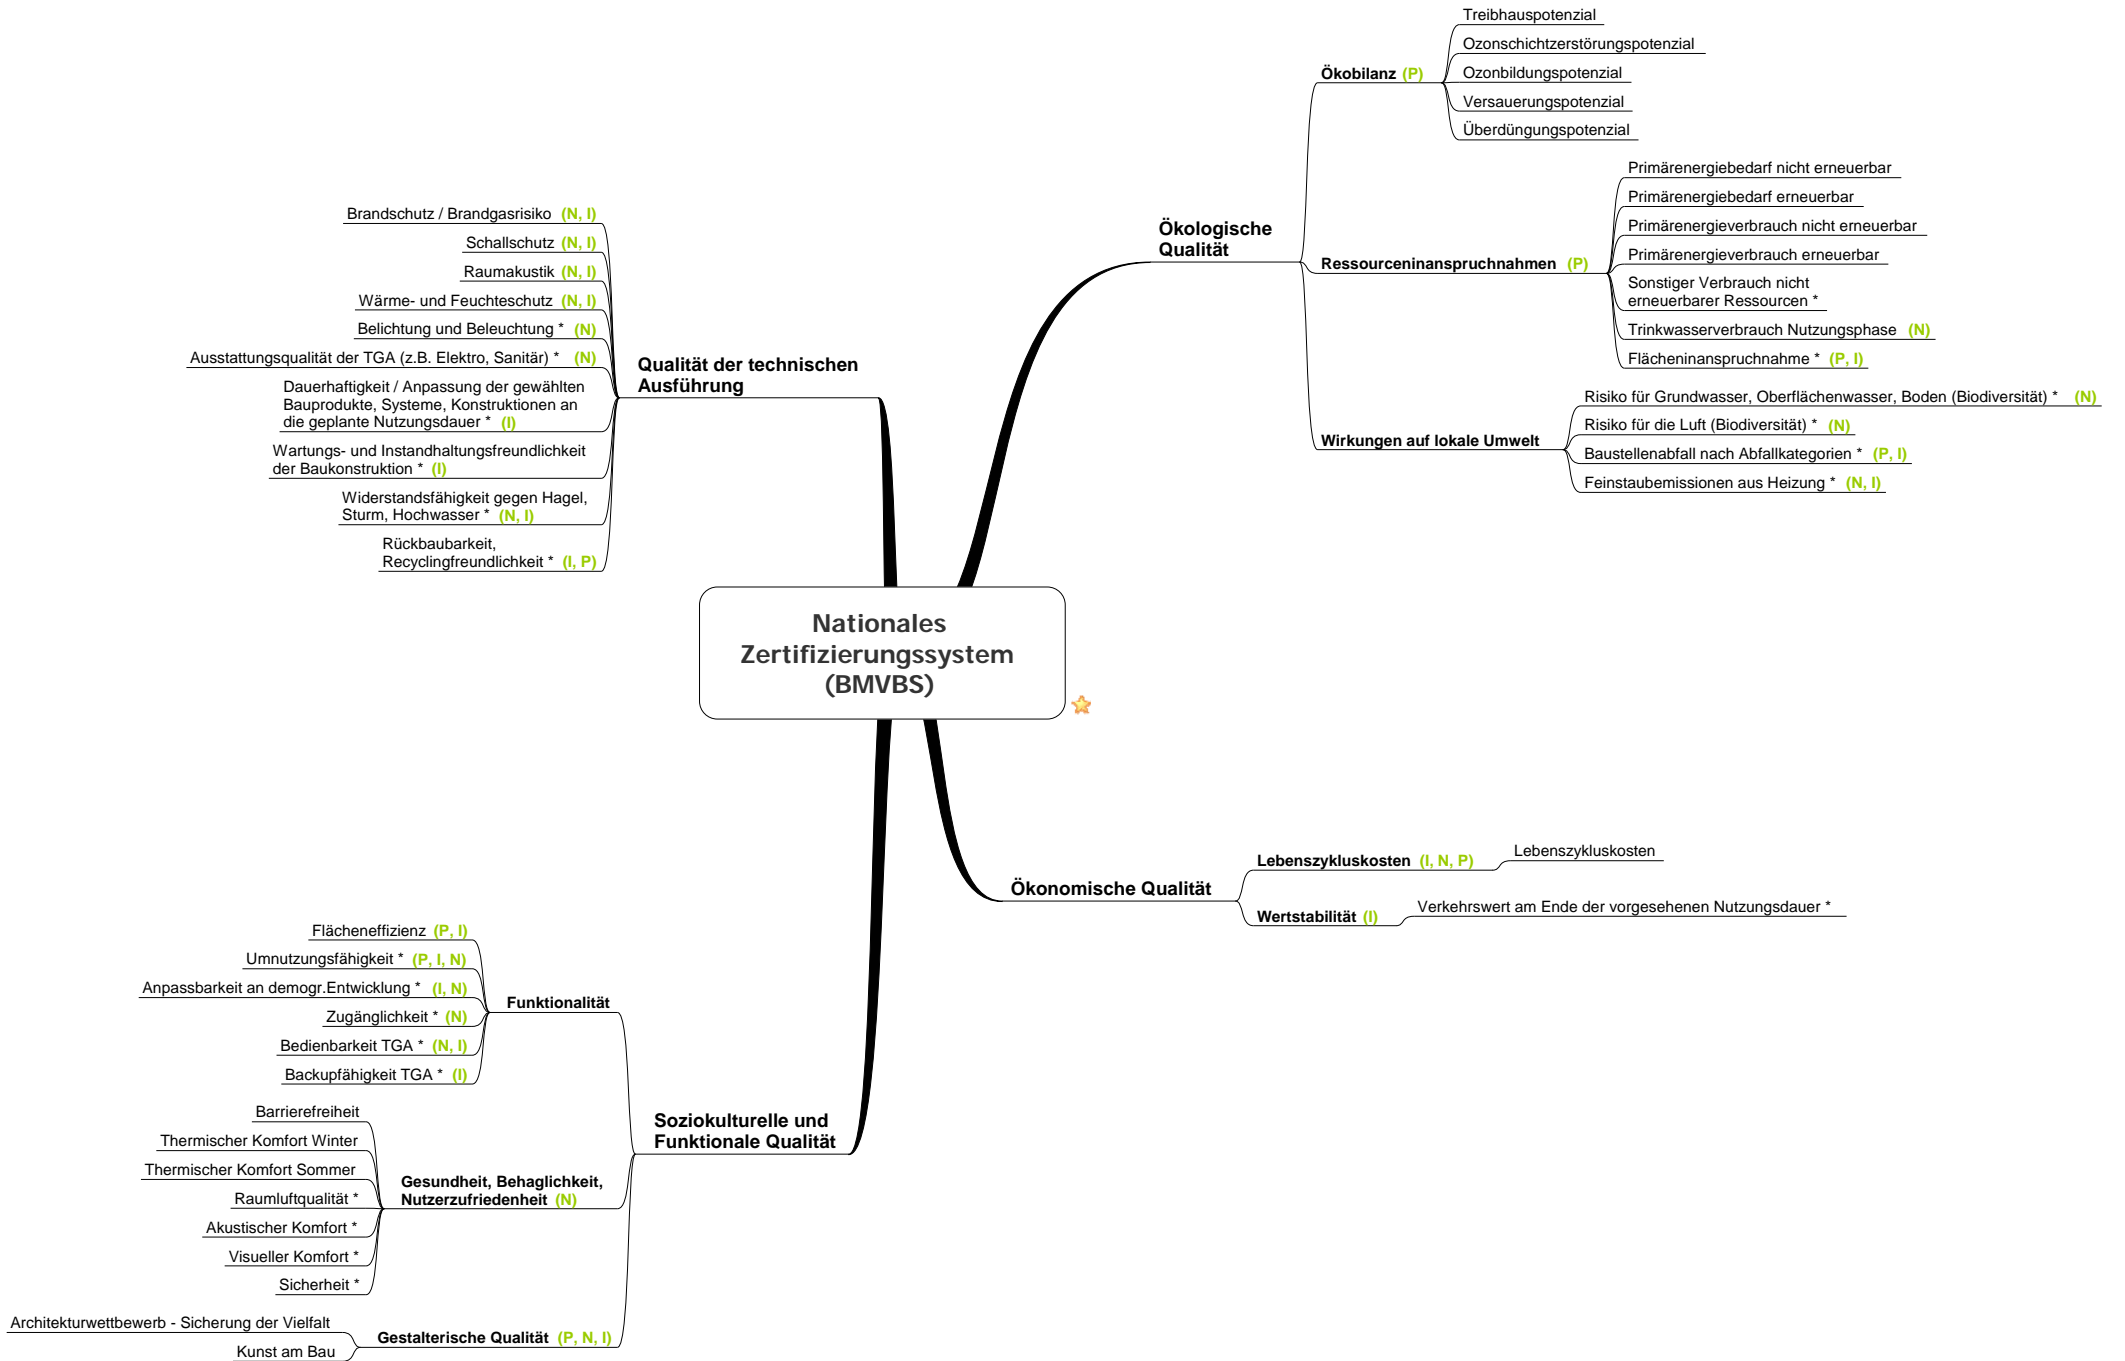 Nationales
Zertifizierungssystem
(BMVBS)
Ökologische
Qualität
Ökobilanz (P)
Treibhauspotenzial
Ozonschichtzerstörungspotenzial
Ozonbildungspotenzial
Versauerungspotenzial
Überdüngungspotenzial
Ressourceninanspruchnahmen (P)
Primärenergiebedarf nicht erneuerbar
Primärenergiebedarf erneuerbar
Primärenergieverbrauch nicht erneuerbar
Primärenergieverbrauch erneuerbar
Sonstiger Verbrauch nicht
erneuerbarer Ressourcen *
Trinkwasserverbrauch Nutzungsphase (N)
Flächeninanspruchnahme * (P, I)
Wirkungen auf lokale Umwelt
Risiko für Grundwasser, Oberflächenwasser, Boden (Biodiversität) * (N)
Risiko für die Luft (Biodiversität) * (N)
Baustellenabfall nach Abfallkategorien * (P, I)
Feinstaubemissionen aus Heizung * (N, I)
Ökonomische Qualität
Lebenszykluskosten (I, N, P)
Lebenszykluskosten
Wertstabilität (I)
Verkehrswert am Ende der vorgesehenen Nutzungsdauer *
Qualität der technischen
Ausführung
Brandschutz / Brandgasrisiko (N, I)
Schallschutz (N, I)
Raumakustik (N, I)
Wärme- und Feuchteschutz (N, I)
Belichtung und Beleuchtung * (N)
Ausstattungsqualität der TGA (z.B. Elektro, Sanitär) * (N)
Dauerhaftigkeit / Anpassung der gewählten
Bauprodukte, Systeme, Konstruktionen an
die geplante Nutzungsdauer * (I)
Wartungs- und Instandhaltungsfreundlichkeit
der Baukonstruktion * (I)
Widerstandsfähigkeit gegen Hagel,
Sturm, Hochwasser * (N, I)
Rückbaubarkeit,
Recyclingfreundlichkeit * (I, P)
Soziokulturelle und
Funktionale Qualität
Funktionalität
Flächeneffizienz (P, I)
Umnutzungsfähigkeit * (P, I, N)
Anpassbarkeit an demogr.Entwicklung * (I, N)
Zugänglichkeit * (N)
Bedienbarkeit TGA * (N, I)
Backupfähigkeit TGA * (I)
Gesundheit, Behaglichkeit,
Nutzerzufriedenheit (N)
Barrierefreiheit
Thermischer Komfort Winter
Thermischer Komfort Sommer
Raumluftqualität *
Akustischer Komfort *
Visueller Komfort *
Sicherheit *
Gestalterische Qualität (P, N, I)
Architekturwettbewerb - Sicherung der Vielfalt
Kunst am Bau